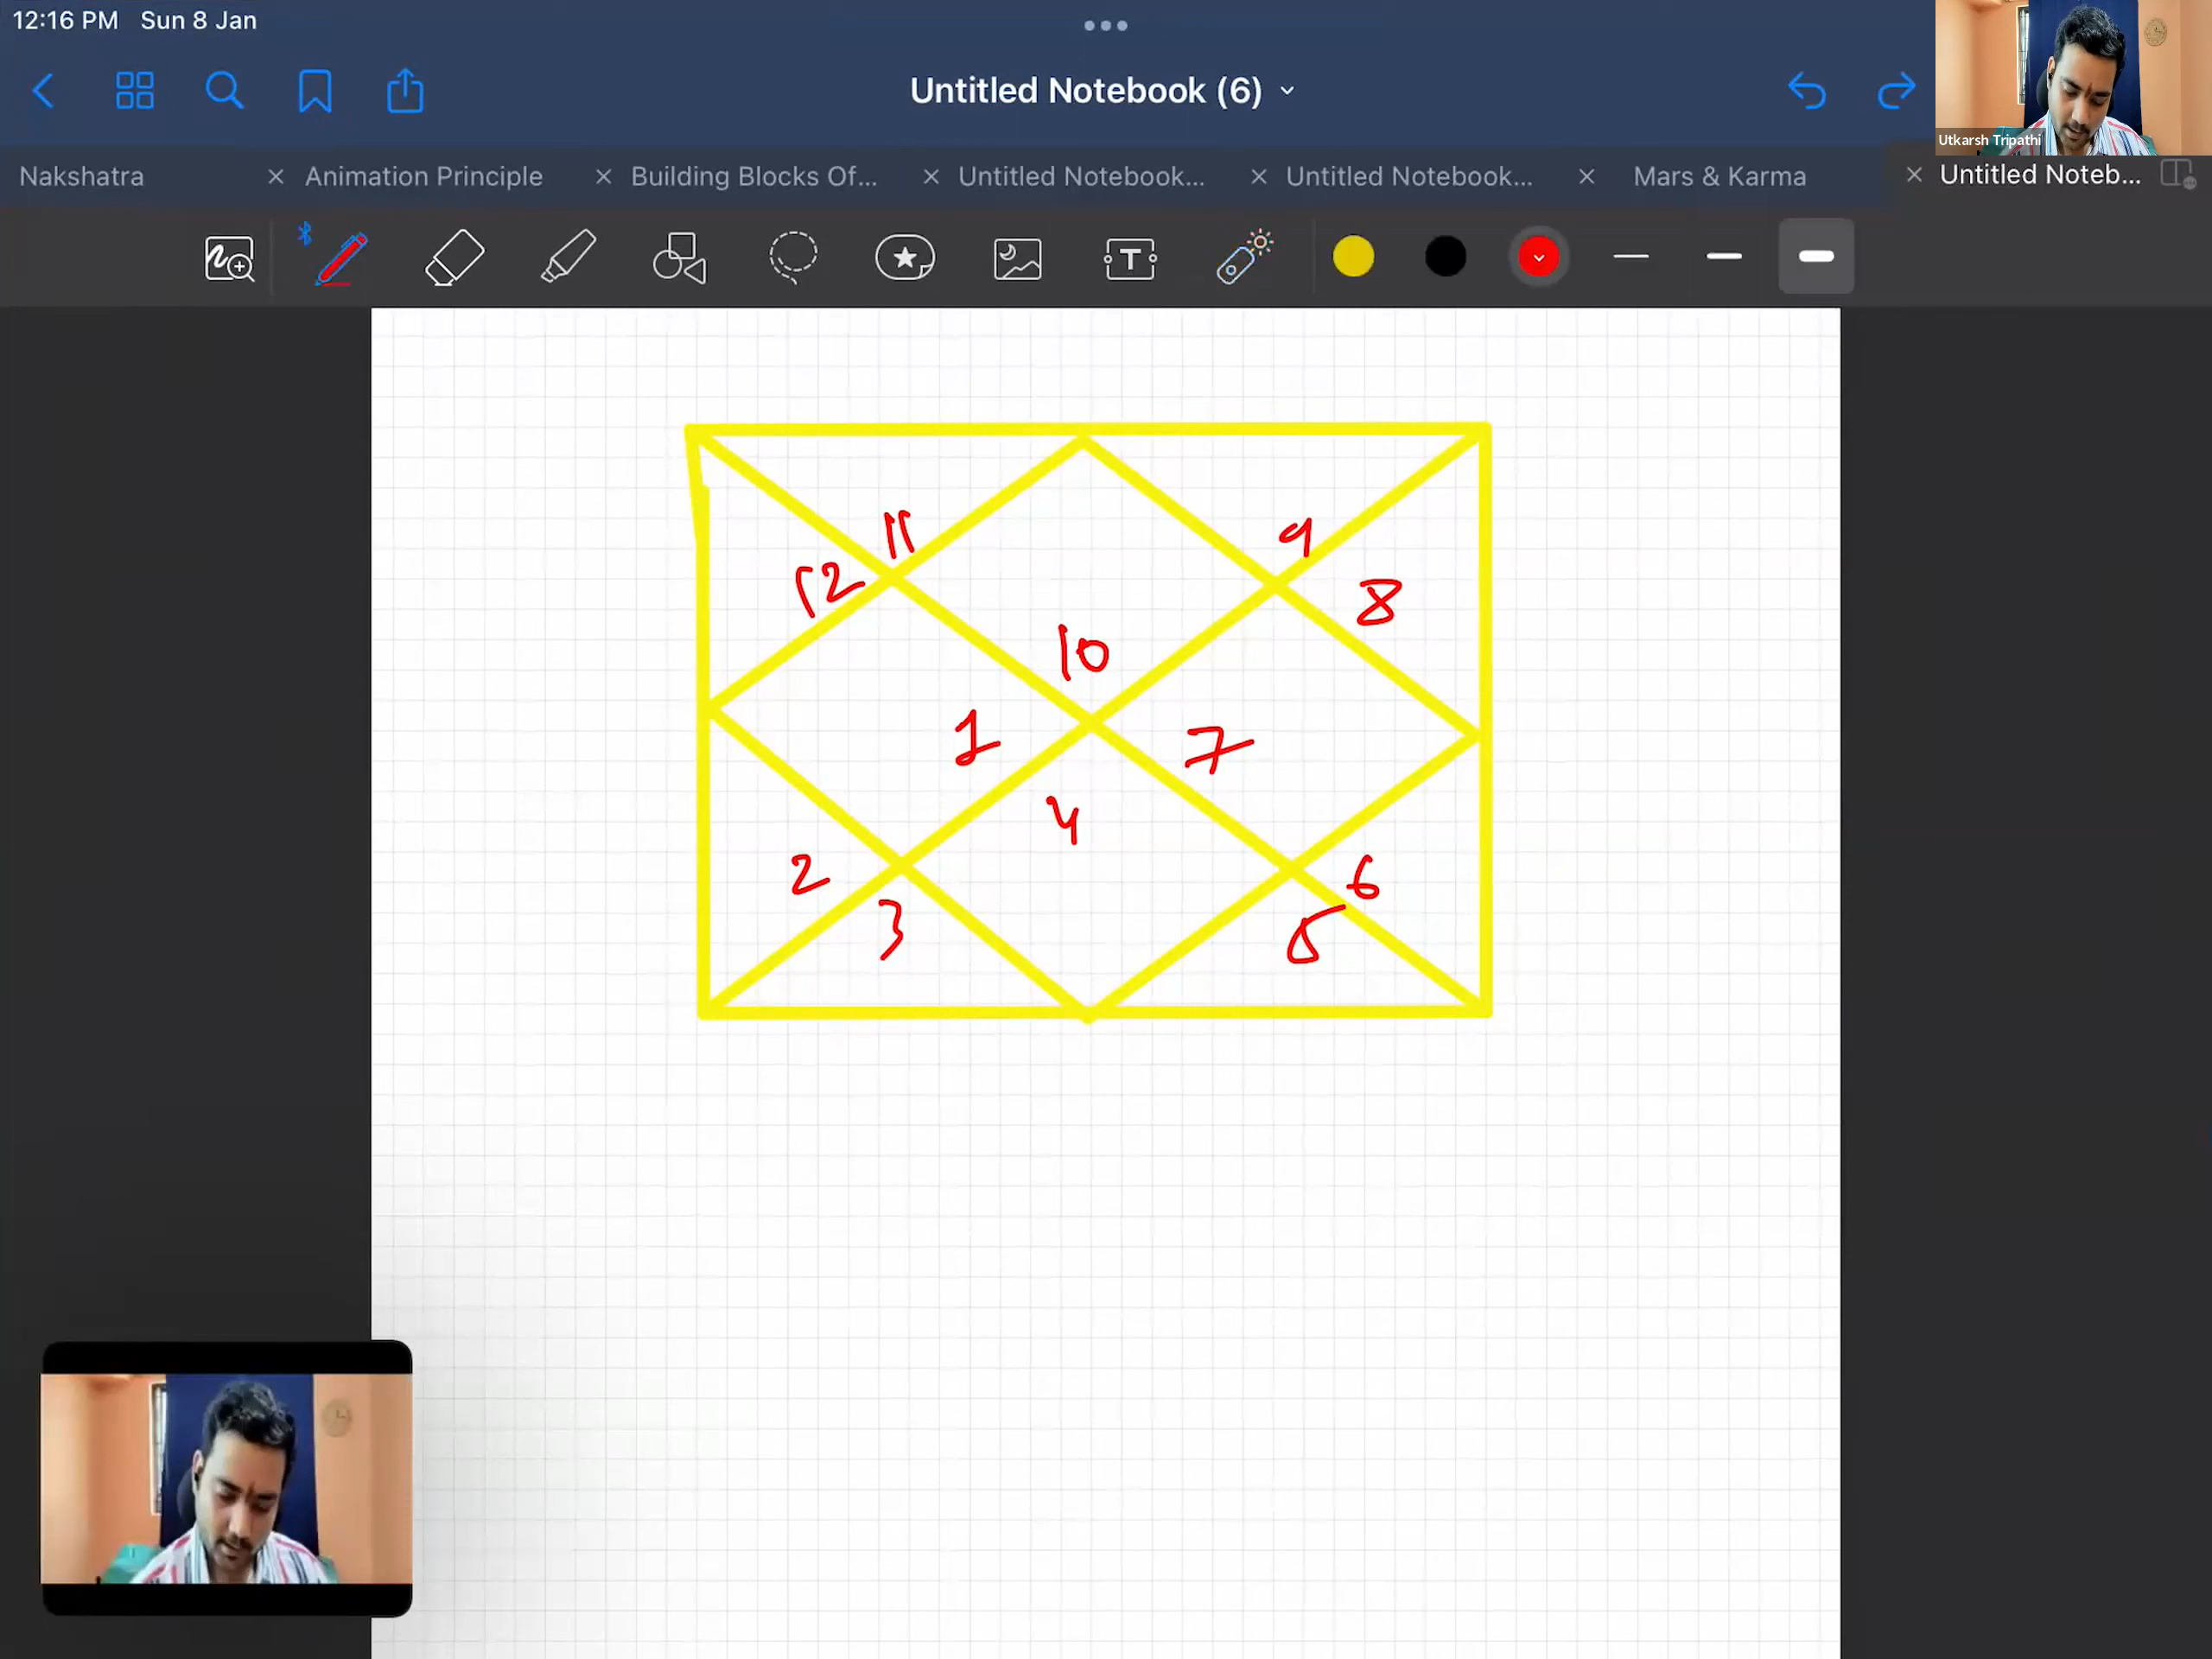 12:16 PM Sun 8 Jan
Untitled Notebook (6)
Utkarsh Tripathi
Nakshatra
Animation Principle
Building Blocks Of...
Untitled Notebook...
Untitled Notebook...
Mars & Karma
Untitled Noteb...
T
11
9
12
8
10
1
7
4
2
6
3
5